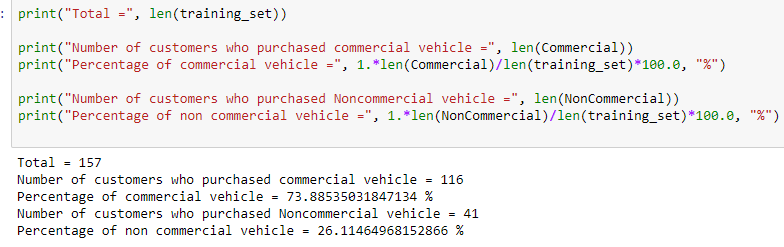 : print("Total =", len(training_set))
print("Number of customers who purchased commercial vehicle =", len(Commercial))
print("Percentage of commercial vehicle =", 1.*len(Commercial)/len(training_set)*100.0, "%")
print("Number of customers who purchased Noncommercial vehicle =", len(NonCommercial))
print("Percentage of non commercial vehicle =", 1.*len(NonCommercial)/len(training_set)*100.0, "%")
Total = 157
Number of customers who purchased commercial vehicle = 116
Percentage of commercial vehicle = 73.88535031847134 %
Number of customers who purchased Noncommercial vehicle = 41
Percentage of non commercial vehicle = 26.11464968152866 %